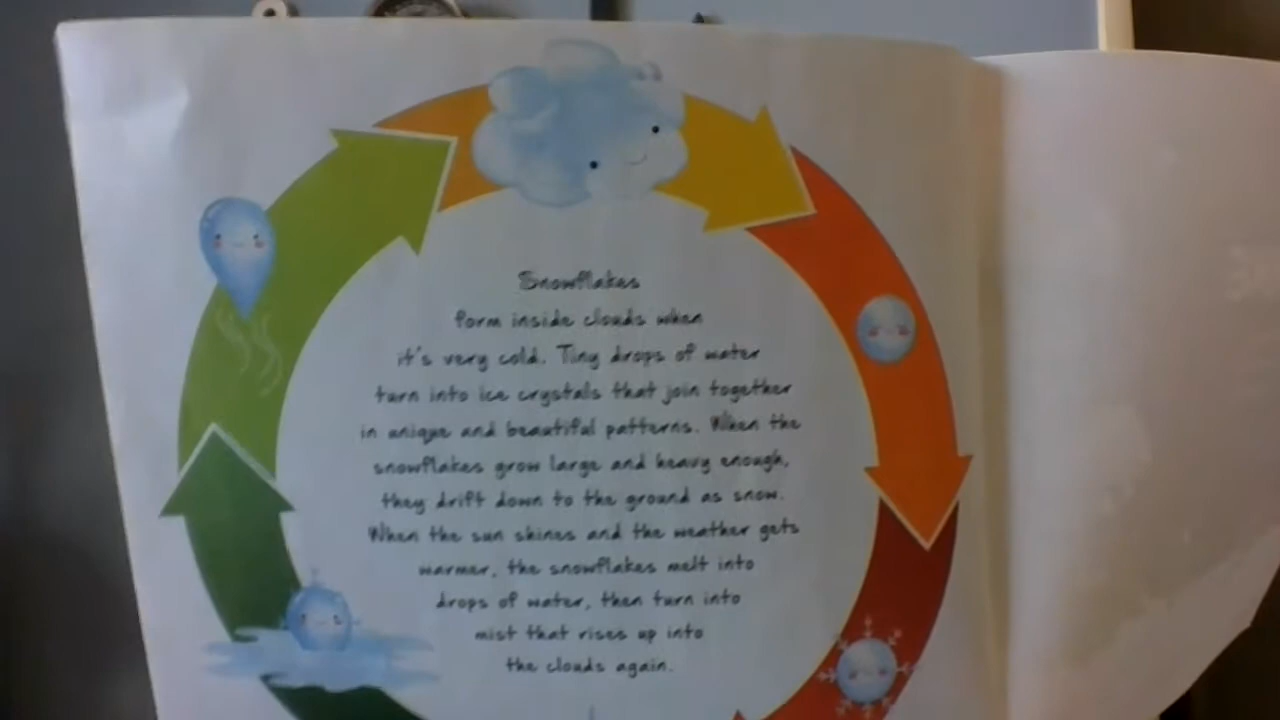 Snowflakes
form inside clouds when
it's very cold. Tiny drops of water
turn into ice crystals that join together
in unique and beautiful patterns. When the
snowflakes grow large and heavy enough,
they drift down to the ground as snow.
When the sun shines and the weather gets
warmer, the snowflakes melt into
drops of water, then turn into
mist that rises up into
the clouds again.